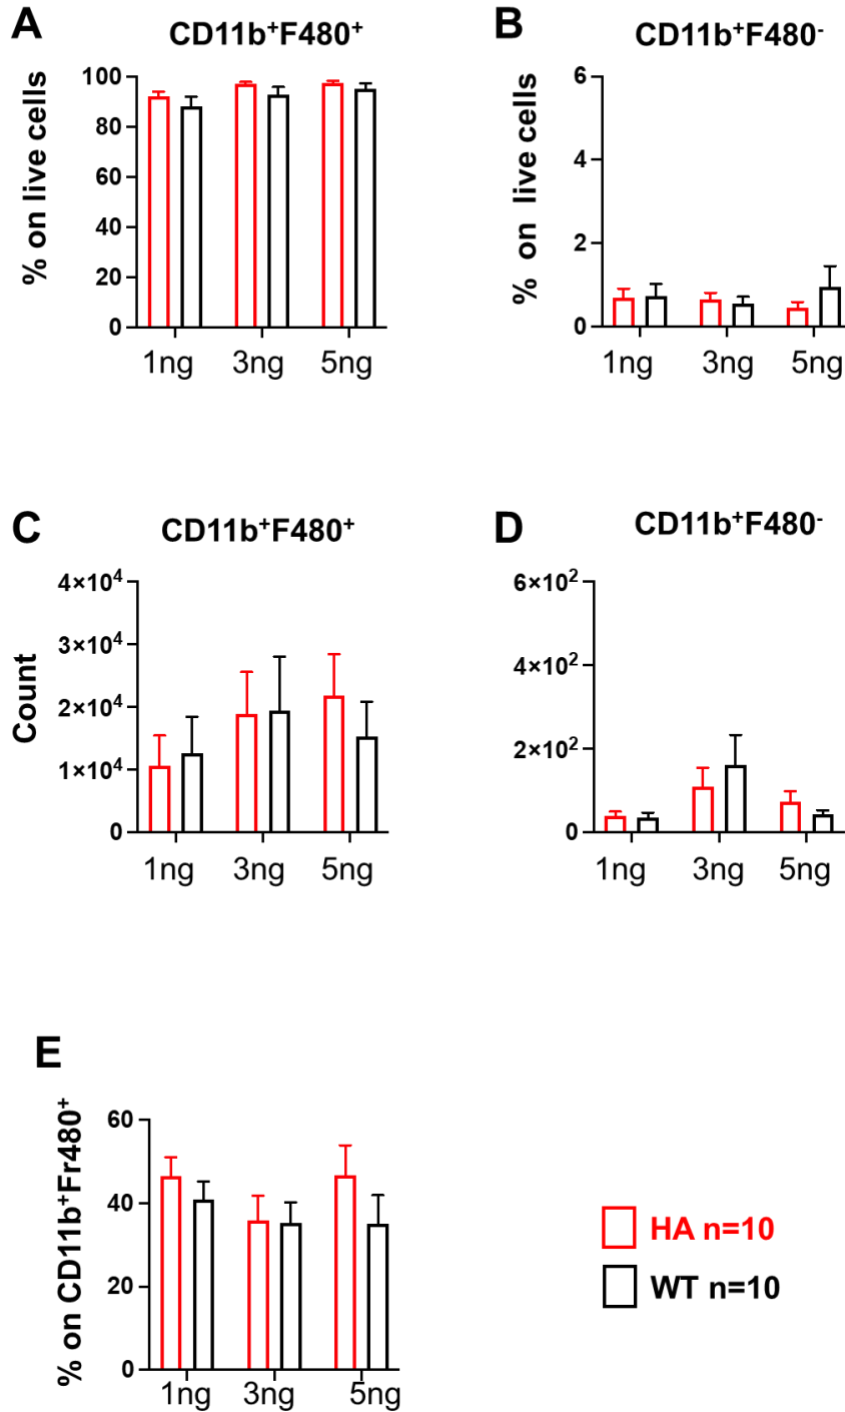 A
CD11b⁺F480⁺
% on live cells
100
80
60
40
20
0
1ng 3ng 5ng
B
CD11b⁺F480⁻
% on live cells
6
4
2
0
1ng 3ng 5ng
C
CD11b⁺F480⁺
Count
4×10⁴
3×10⁴
2×10⁴
1×10⁴
0
1ng 3ng 5ng
D
CD11b⁺F480⁻
6×10²
4×10²
2×10²
0
1ng 3ng 5ng
E
% on CD11b⁺Fr480⁺
60
40
20
0
1ng 3ng 5ng
HA n=10
WT n=10